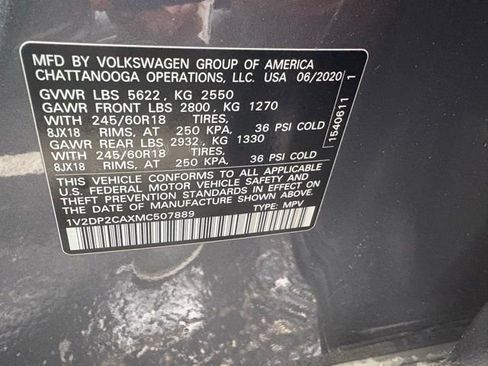 MFD BY VOLKSWAGEN GROUP OF AMERICA
CHATTANOOGA OPERATIONS, LLC. USA 06/2020
GVWR LBS 5622, KG 2550
GAWR FRONT LBS 2800, KG 1270
WITH 245/60R18 TIRES,
8JX18 RIMS, AT 250 KPA, 36 PSI COLD
GAWR REAR LBS 2932, KG 1330
WITH 245/60R18 TIRES,
8JX18 RIMS, AT 250 KPA, 36 PSI COLD
THIS VEHICLE CONFORMS TO ALL APPLICABLE
U.S. FEDERAL MOTOR VEHICLE SAFETY AND
THEFT PREVENTION STANDARDS IN EFFECT ON
THE DATE OF MANUFACTURE SHOWN ABOVE.
1V2DP2CAXMC507889 TYPE: MPV
1540611 1